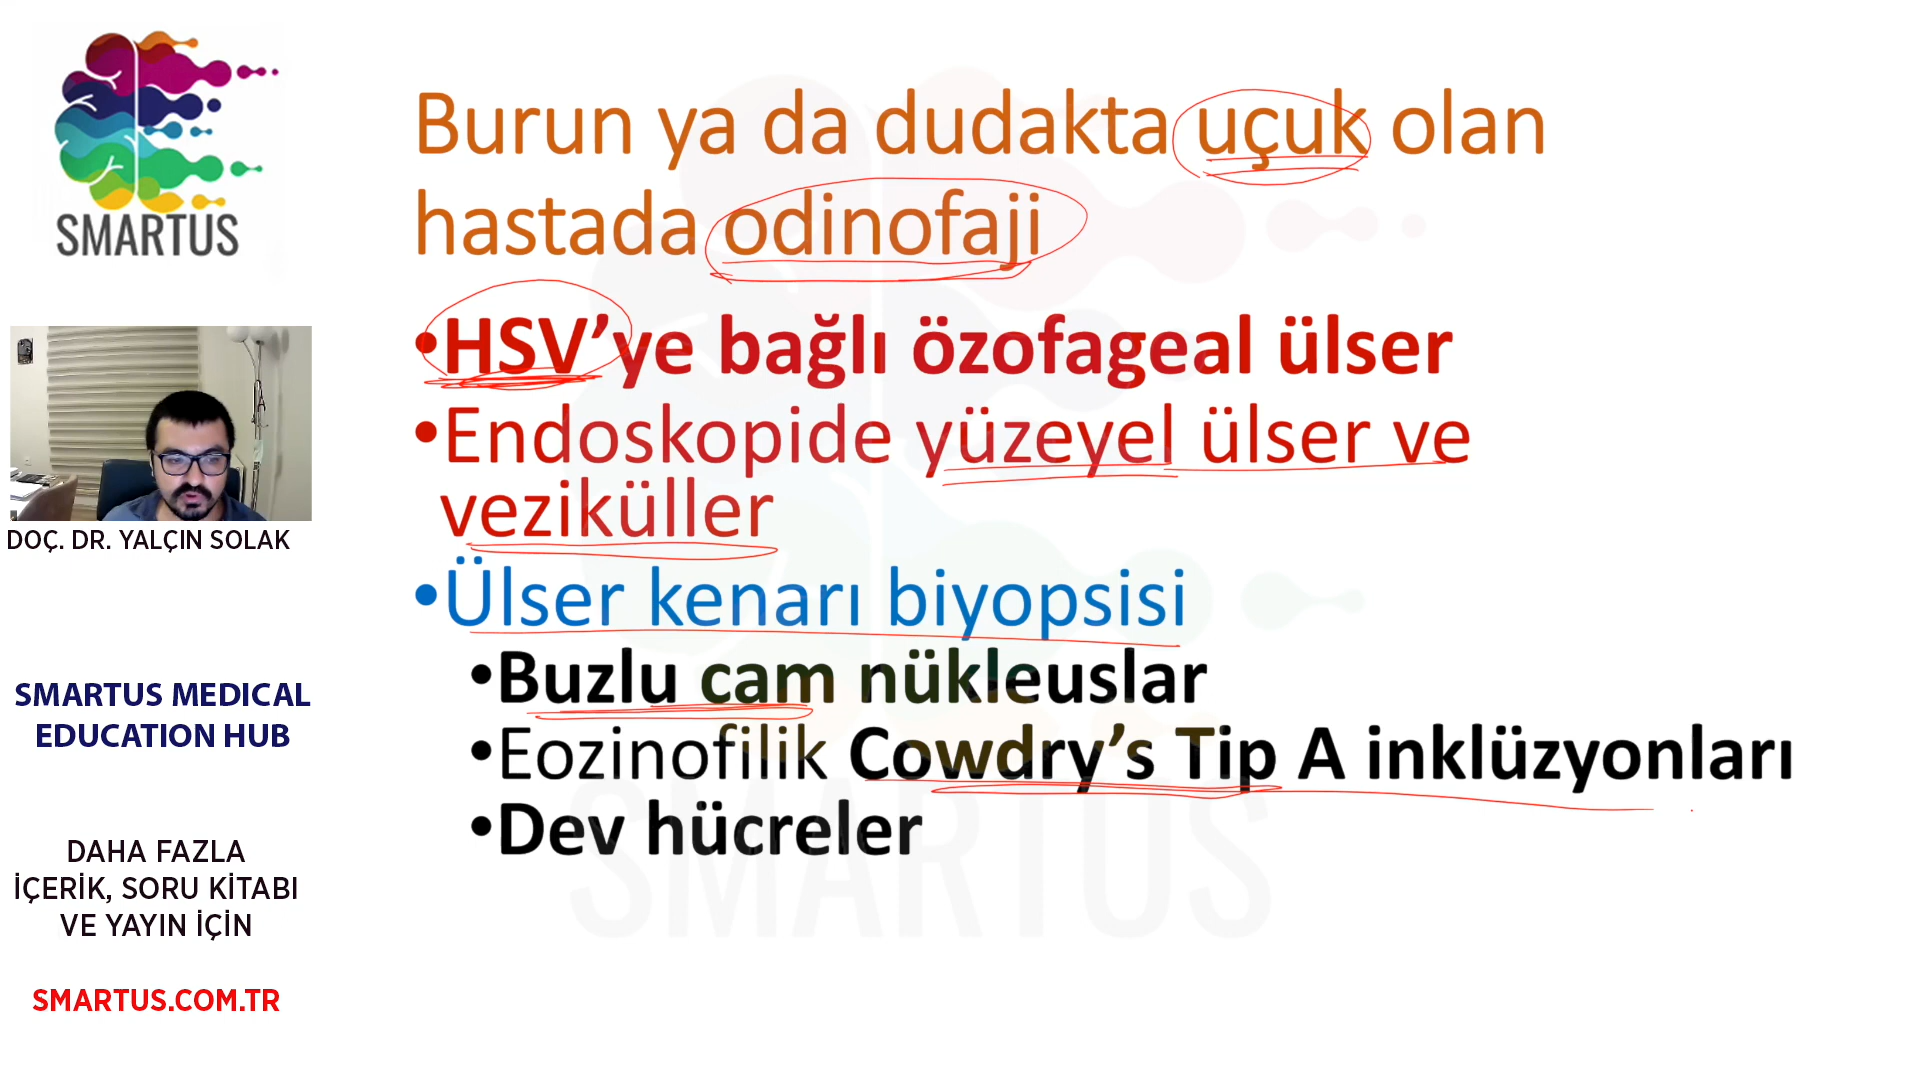 SMARTUS
DOÇ. DR. YALÇIN SOLAK
SMARTUS MEDICAL
EDUCATION HUB
DAHA FAZLA
İÇERİK, SORU KİTABI
VE YAYIN İÇİN
SMARTUS.COM.TR
Burun ya da dudakta uçuk olan
hastada odinofaji
•HSV’ye bağlı özofageal ülser
•Endoskopide yüzeyel ülser ve
veziküller
•Ülser kenarı biyopsisi
•Buzlu cam nükleuslar
•Eozinofilik Cowdry’s Tip A inklüzyonları
•Dev hücreler
SMARTUS